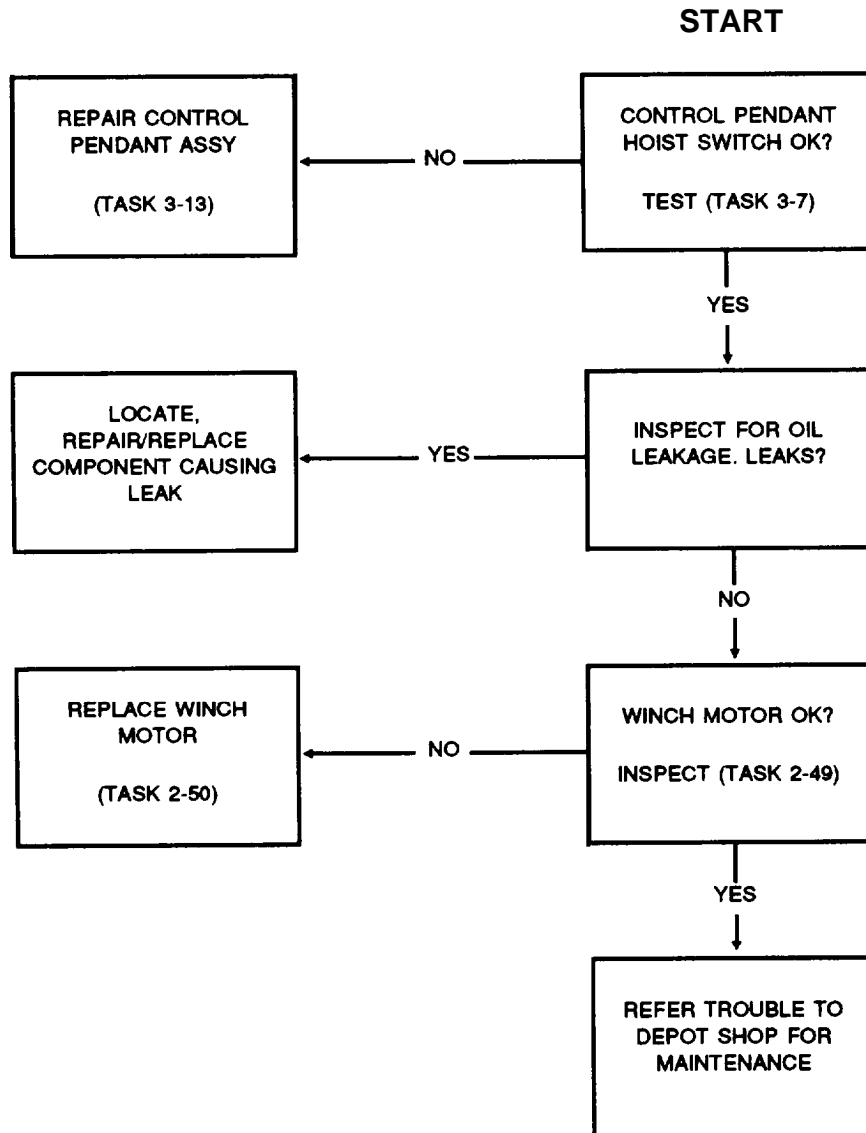 START
CONTROL PENDANT
HOIST SWITCH OK?
TEST (TASK 3-7)
NO
REPAIR CONTROL
PENDANT ASSY
(TASK 3-13)
YES
INSPECT FOR OIL
LEAKAGE. LEAKS?
YES
LOCATE,
REPAIR/REPLACE
COMPONENT CAUSING
LEAK
NO
WINCH MOTOR OK?
INSPECT (TASK 2-49)
NO
REPLACE WINCH
MOTOR
(TASK 2-50)
YES
REFER TROUBLE TO
DEPOT SHOP FOR
MAINTENANCE